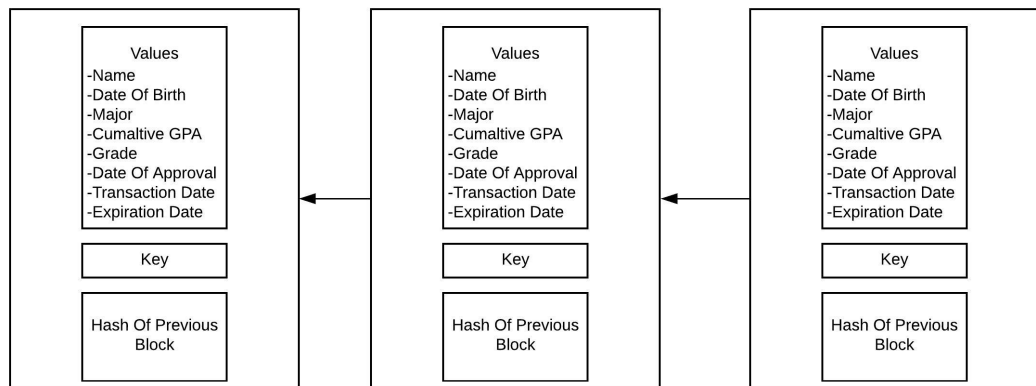 Values
-Name
-Date Of Birth
-Major
-Cumaltive GPA
-Grade
-Date Of Approval
-Transaction Date
-Expiration Date
Key
Hash Of Previous
Block
Values
-Name
-Date Of Birth
-Major
-Cumaltive GPA
-Grade
-Date Of Approval
-Transaction Date
-Expiration Date
Key
Hash Of Previous
Block
Values
-Name
-Date Of Birth
-Major
-Cumaltive GPA
-Grade
-Date Of Approval
-Transaction Date
-Expiration Date
Key
Hash Of Previous
Block